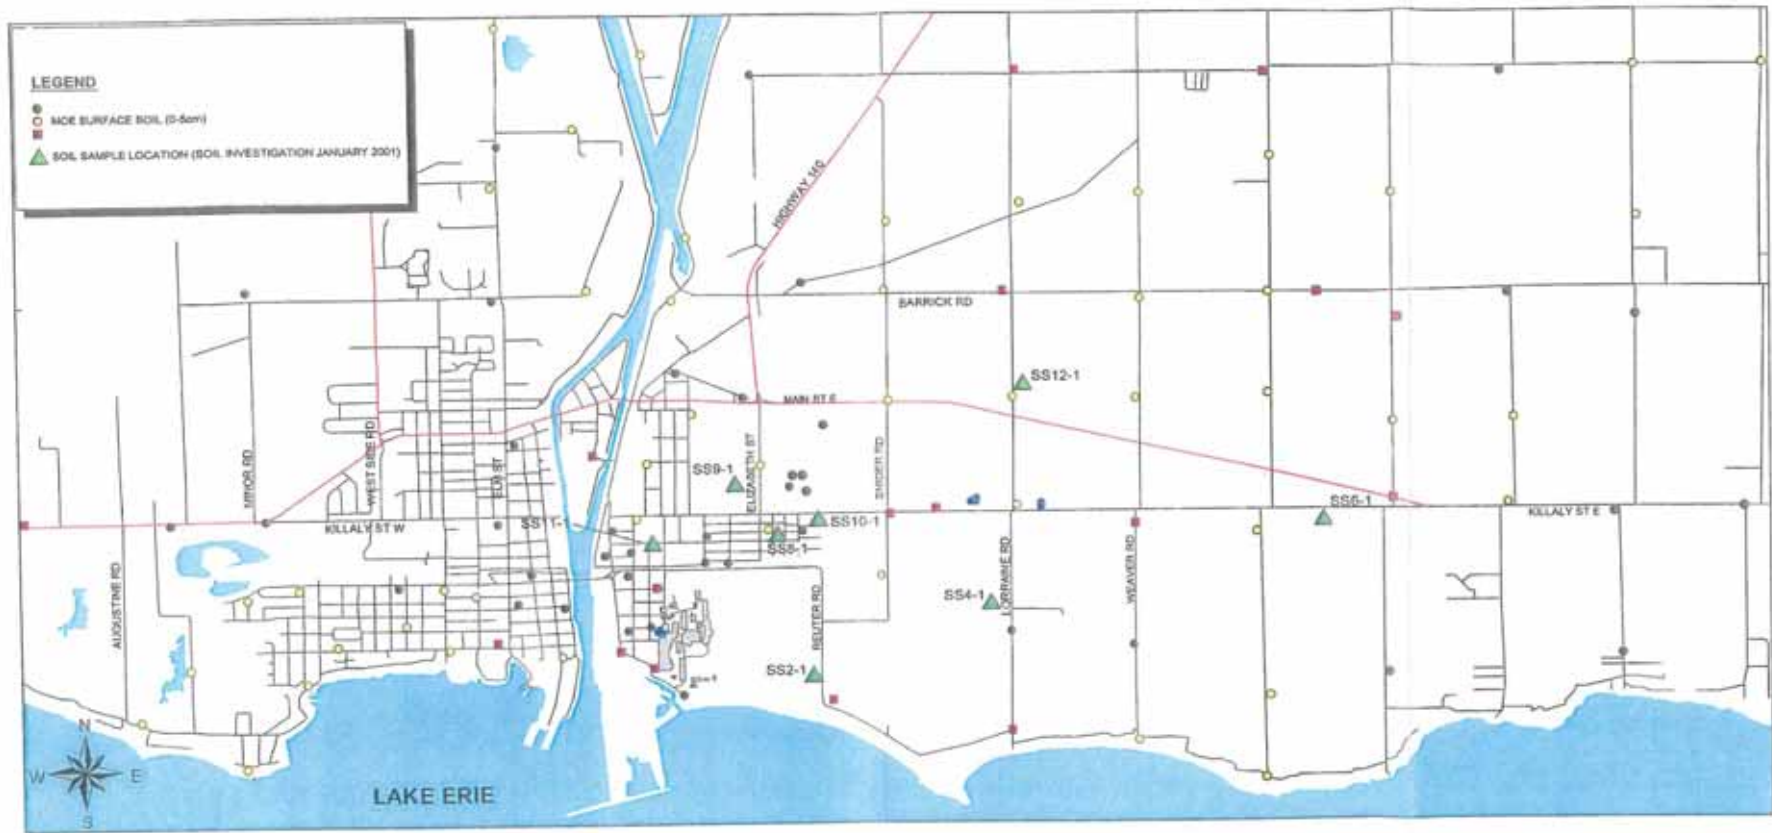 LEGEND
MOE SURFACE SOIL (0-5cm)
SOIL SAMPLE LOCATION (SOIL INVESTIGATION JANUARY 2001)
HIGHWAY 140
BARRICK RD
SS12-1
MAIN ST E
MINOR RD
WEST SIDE RD
ELM ST
SS9-1
ELIZABETH ST
SNIDER RD
SS6-1
KILLALY ST W
SS11-1
SS8-1
SS10-1
KILLALY ST E
AUGUSTINE RD
REUTER RD
SS4-1
LORRAINE RD
WEAVER RD
SS2-1
N
W
E
S
LAKE ERIE